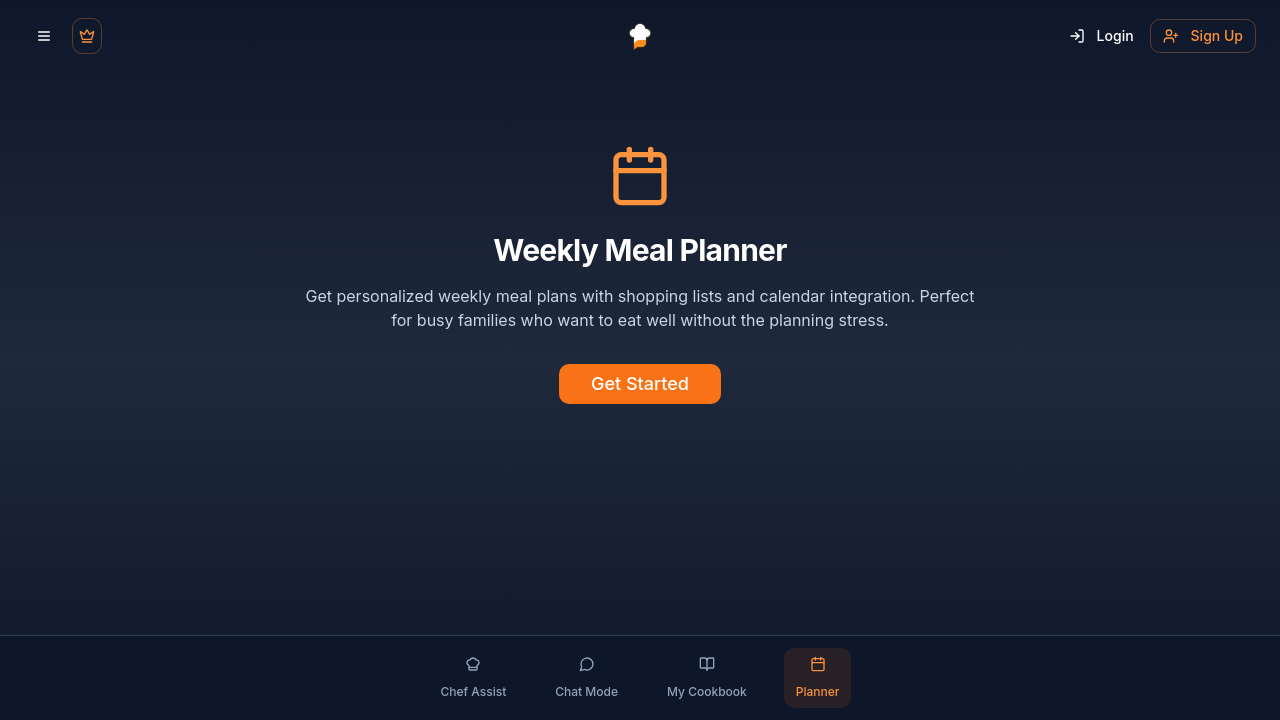 Login
Sign Up
Weekly Meal Planner
Get personalized weekly meal plans with shopping lists and calendar integration. Perfect
for busy families who want to eat well without the planning stress.
Get Started
Chef Assist
Chat Mode
My Cookbook
Planner